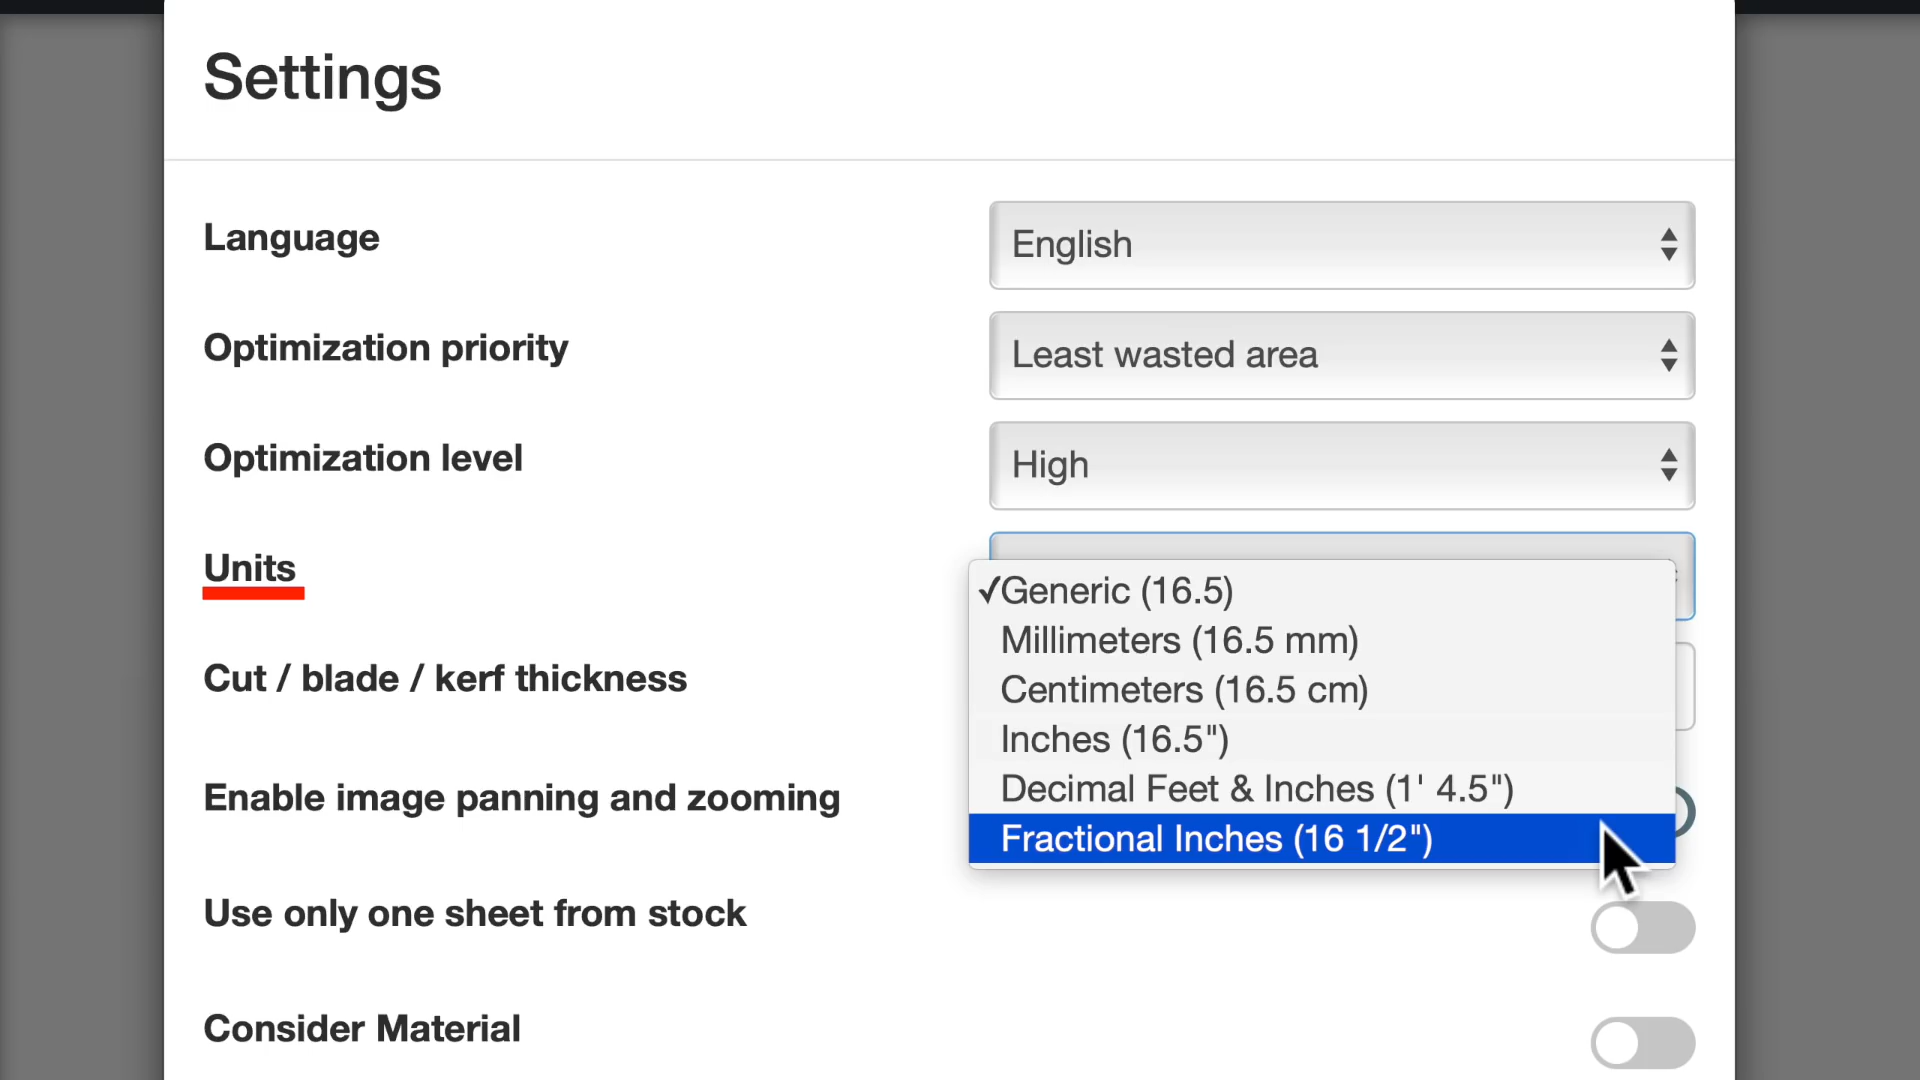 Settings
Language
English
Optimization priority
Least wasted area
Optimization level
High
Units
✓Generic (16.5)
Millimeters (16.5 mm)
Centimeters (16.5 cm)
Inches (16.5")
Decimal Feet & Inches (1' 4.5")
Fractional Inches (16 1/2")
Cut / blade / kerf thickness
Enable image panning and zooming
Use only one sheet from stock
Consider Material